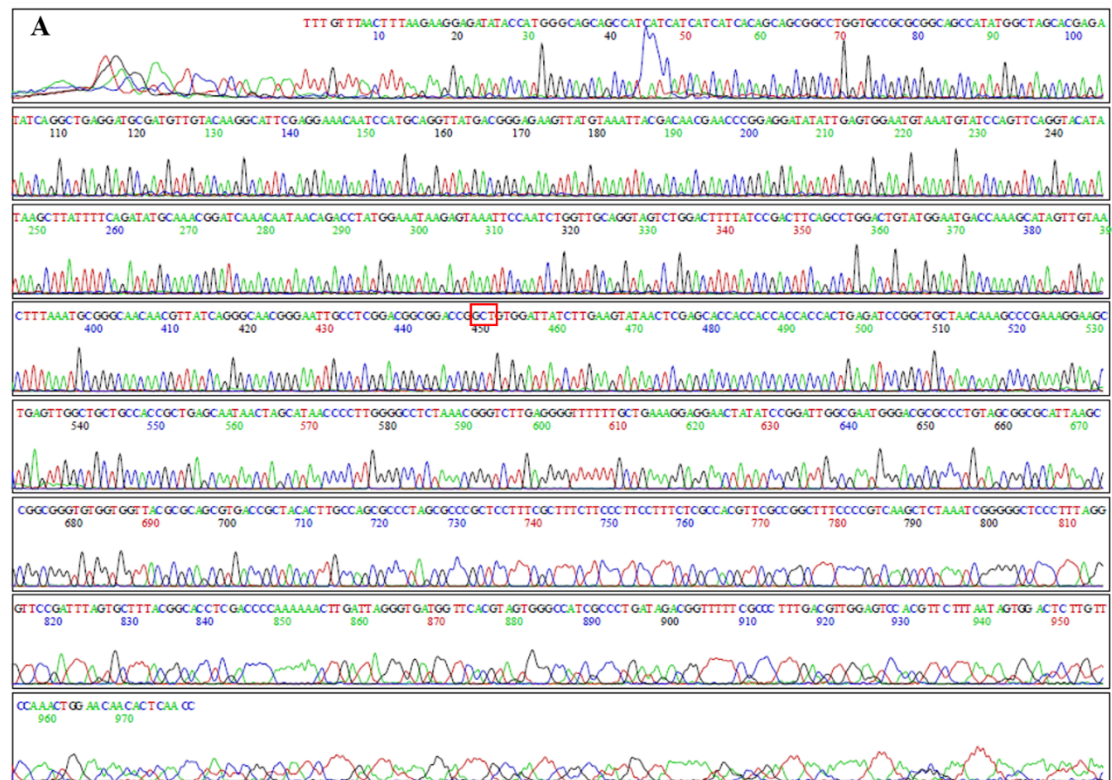 A
TTTGTTTAACTTTAAGAAGGAGATATACCATGGGCAGCAGCCATCATCATCATCATCACAGCAGCGGCCTGGTGCCGCGCGGCAGCCATATGGCTAGCACGAGA
10 20 30 40 50 60 70 80 90 100
TATCAGGCTGAGGATGCGATGTTGTACAAGGCATTCGAGGAAACAATCCATGCAGGTTATGACGGGAGAAGTTATGTAAATTACGACAACGAACCCGGAGGATATATTGAGTGGAATGTAAATGTATCCAGTTCAGGTACATA
110 120 130 140 150 160 170 180 190 200 210 220 230 240
TAAGCTTATTTTCAGATATGCAAACGGATCAAACAATAACAGACCTATGGAAATAAGAGTAAATTCCAATCTGGTTGCAGGTAGTCTGGACTTTTATCCGACTTCAGCCTGGACTGTATGGAATGACCAAAGCATAGTTGTAA
250 260 270 280 290 300 310 320 330 340 350 360 370 380 39
CTTTAAATGCGGGCAACAACGTTATCAGGGCAACGGGAATTGCCTCGGACGGCGGACCGGCTGTGGATTATCTTGAAGTATAACTCGAGCACCACCACCACCACCACTGAGATCCGGCTGCTAACAAAGCCCGAAAGGAAGC
400 410 420 430 440 450 460 470 480 490 500 510 520 530
TGAGTTGGCTGCTGCCACCGCTGAGCAATAACTAGCATAACCCCTTGGGGCCTCTAAACGGGTCTTGAGGGGTTTTTTGCTGAAAGGAGGAACTATATCCGGATTGGCGAATGGGACGCGCCCTGTAGCGGCGCATTAAGC
540 550 560 570 580 590 600 610 620 630 640 650 660 670
CGGCGGGTGTGGTGGTTACGCGCAGCGTGACCGCTACACTTGCCAGCGCCCTAGCGCCCGCTCCTTTCGCTTTCTTCCCTTCCTTTCTCGCCACGTTCGCCGGCTTTCCCCGTCAAGCTCTAAATCGGGGGCTCCCTTTAGG
680 690 700 710 720 730 740 750 760 770 780 790 800 810
GTTCCGATTTAGTGCTTTACGGCACCTCGACCCCAAAAAACTTGATTAGGGTGATGGTTCACGTAGTGGGCCATCGCCCTGATAGACGGTTTTTCGCCCTTTGACGTTGGAGTCCACGTTCTTTAATAGTGGACTCTTGTT
820 830 840 850 860 870 880 890 900 910 920 930 940 950
CCAAACTGGAACAACACTCAACC
960 970